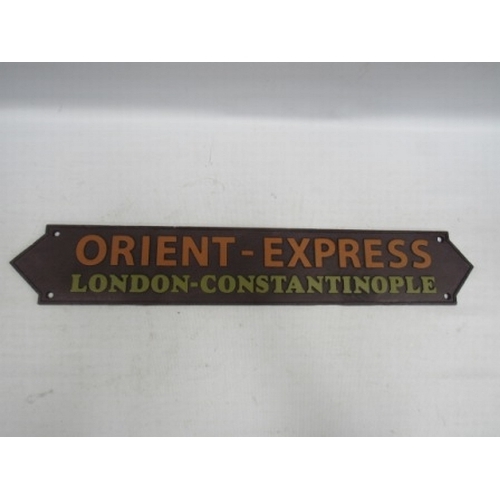 ORIENT - EXPRESS
LONDON-CONSTANTINOPLE